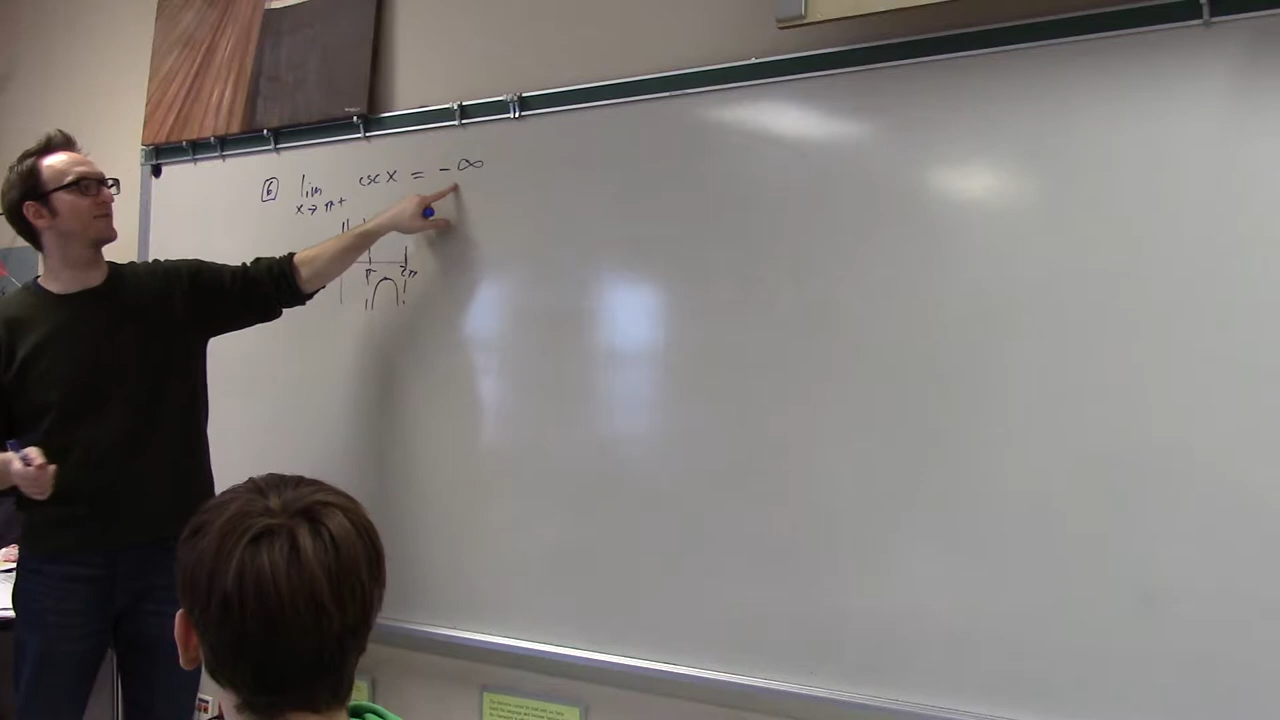 6 lim x→π+ csc x = -∞
π 2π